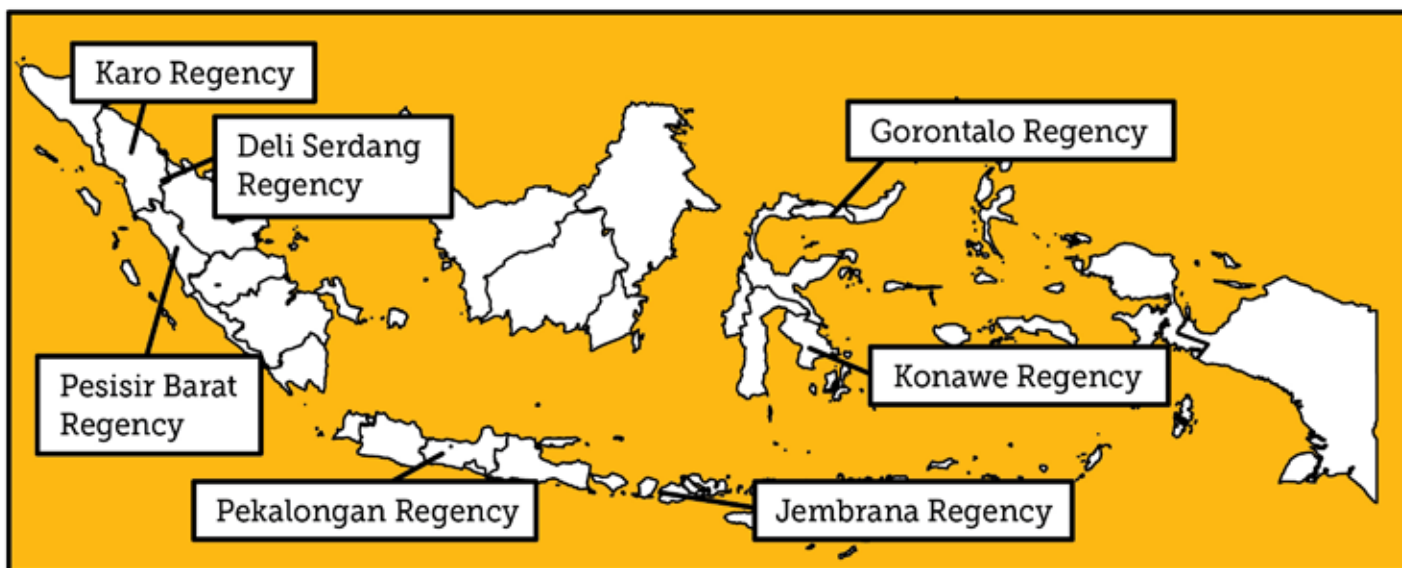 Karo Regency
Deli Serdang
Regency
Gorontalo Regency
Pesisir Barat
Regency
Konawe Regency
Pekalongan Regency
Jembrana Regency